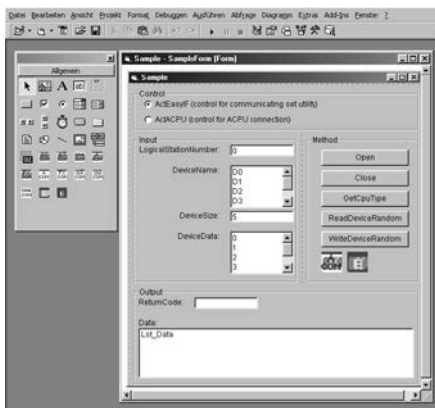 Datei Bearbeiten Ansicht Projekt Format Debuggen Ausführen Abfrage Diagramm Extras Add-Ins Fenster ?
Allgemein
Sample - SampleForm (Form)
Sample
Control
ActEasyIF (control for communicating set utility)
ActACPU (control for ACPU connection)
Input
LogicalStationNumber: 0
DeviceName: D0
D1
D2
D3
DeviceSize: 5
DeviceData: 0
1
2
3
Method
Open
Close
GetCpuType
ReadDeviceRandom
WriteDeviceRandom
Output
ReturnCode:
Data:
Lst_Data